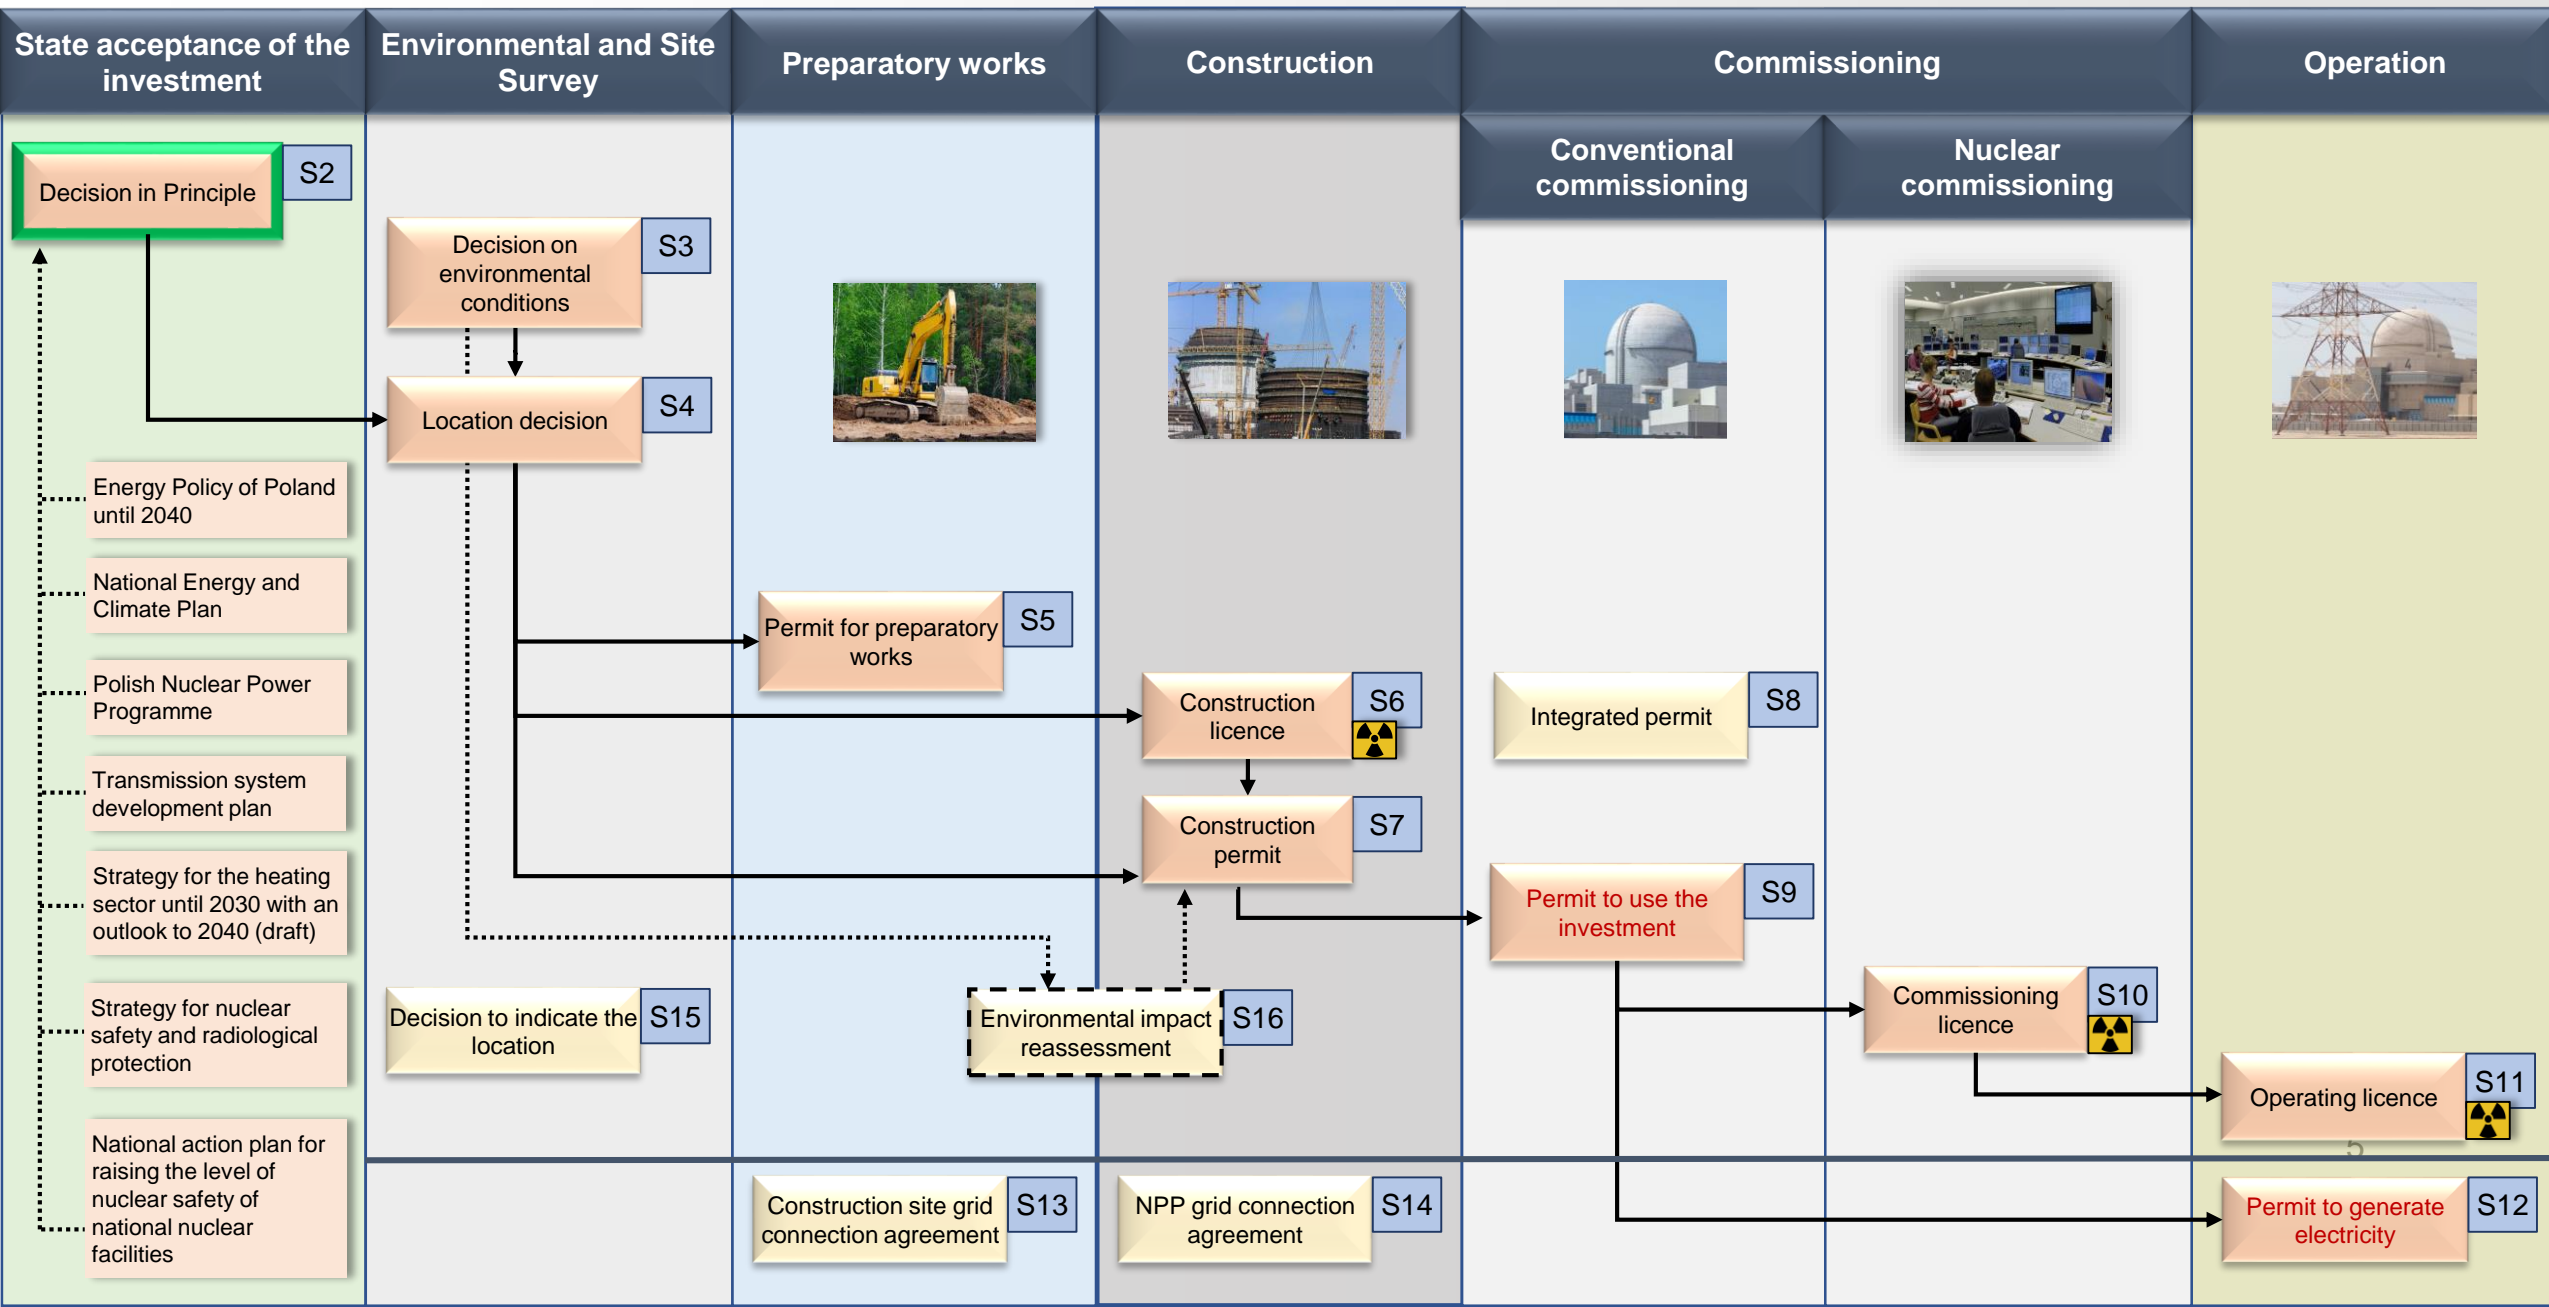 State acceptance of the
investment
Environmental and Site
Survey
Preparatory works
Construction
Commissioning
Operation
Conventional
commissioning
Nuclear
commissioning
Decision in Principle
S2
Energy Policy of Poland
until 2040
National Energy and
Climate Plan
Polish Nuclear Power
Programme
Transmission system
development plan
Strategy for the heating
sector until 2030 with an
outlook to 2040 (draft)
Strategy for nuclear
safety and radiological
protection
National action plan for
raising the level of
nuclear safety of
national nuclear
facilities
Decision on
environmental
conditions
S3
Location decision
S4
Decision to indicate the
location
S15
Permit for preparatory
works
S5
Environmental impact
reassessment
S16
Construction site grid
connection agreement
S13
Construction
licence
S6
Construction
permit
S7
NPP grid connection
agreement
S14
Integrated permit
S8
Permit to use the
investment
S9
Commissioning
licence
S10
Operating licence
S11
5
Permit to generate
electricity
S12